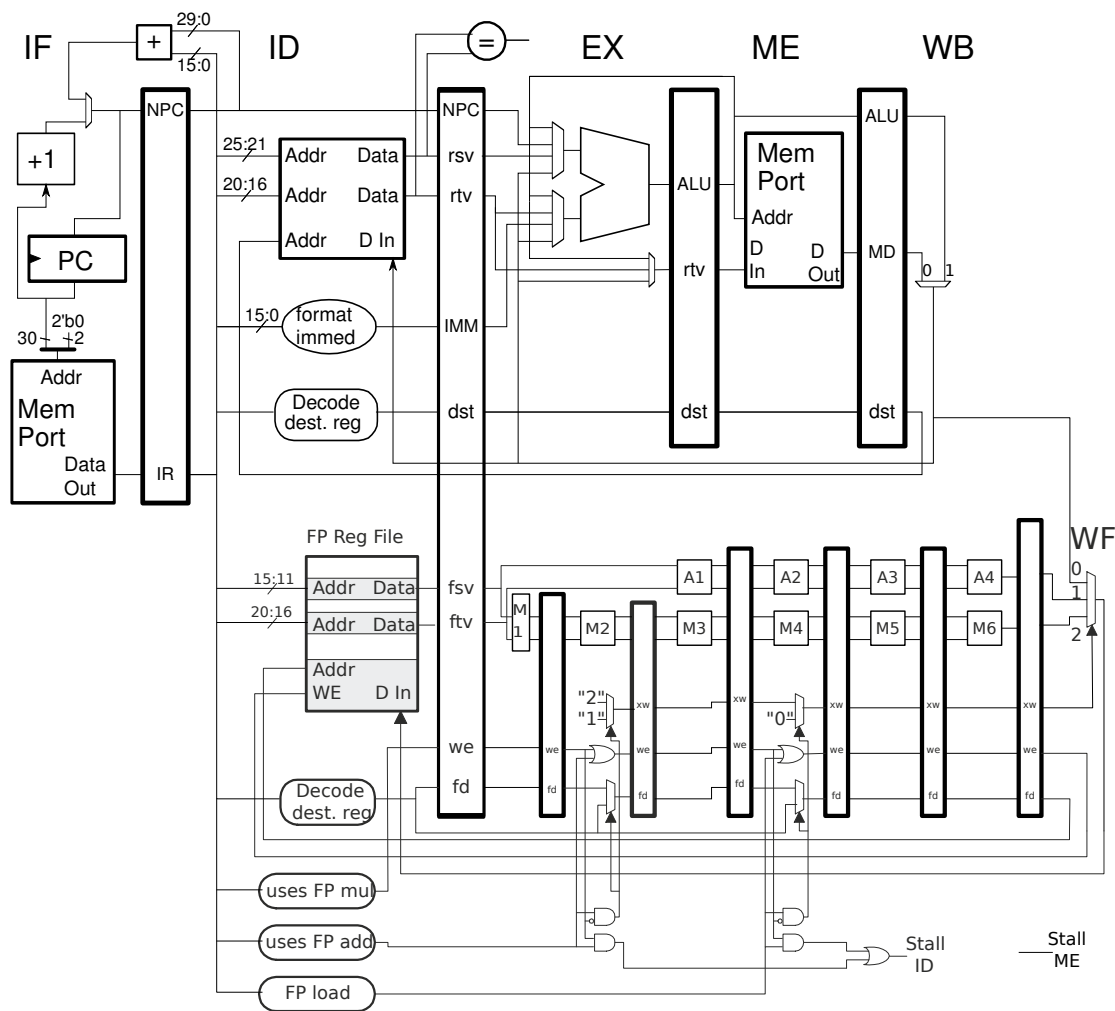 29:0
IF
+
ID
=
EX
ME
WB
15:0
NPC
NPC
ALU
+1
25:21
Addr
Data
rsv
Mem
Port
20:16
Addr
Data
rtv
ALU
Addr
Addr
D In
D
In
D
Out
MD
0
1
PC
rtv
2'b0
30
2
15:0
format
immed
IMM
Addr
Mem
Port
Decode
dest. reg
dst
dst
dst
Data
Out
IR
FP Reg File
WF
15:11
Addr
Data
fsv
A1
A2
A3
A4
0
1
20:16
Addr
Data
ftv
M
1
M2
M3
M4
M5
M6
2
Addr
WE
D In
"2"
"1"
xw
xw
"0"
xw
xw
xw
we
we
we
we
we
we
we
fd
fd
fd
fd
fd
fd
fd
Decode
dest. reg
uses FP mul
uses FP add
Stall
ID
Stall
ME
FP load